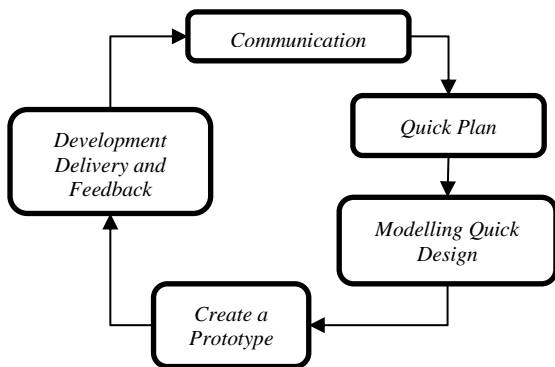 Communication
Quick Plan
Modelling Quick
Design
Create a
Prototype
Development
Delivery and
Feedback